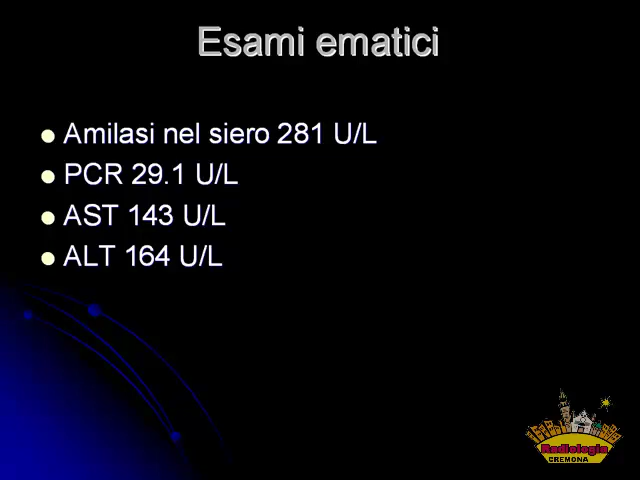 Esami ematici
Amilasi nel siero 281 U/L
PCR 29.1 U/L
AST 143 U/L
ALT 164 U/L
Radiologia
CREMONA